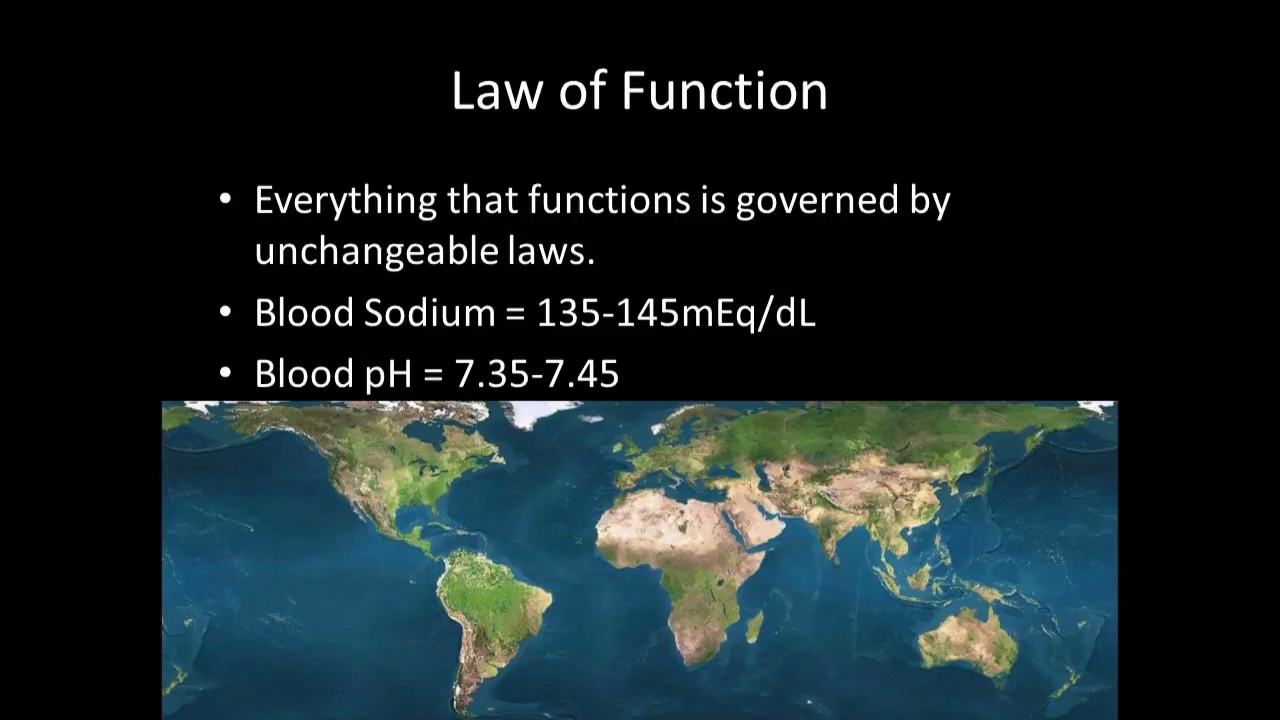 Law of Function
• Everything that functions is governed by
unchangeable laws.
• Blood Sodium = 135-145mEq/dL
• Blood pH = 7.35-7.45